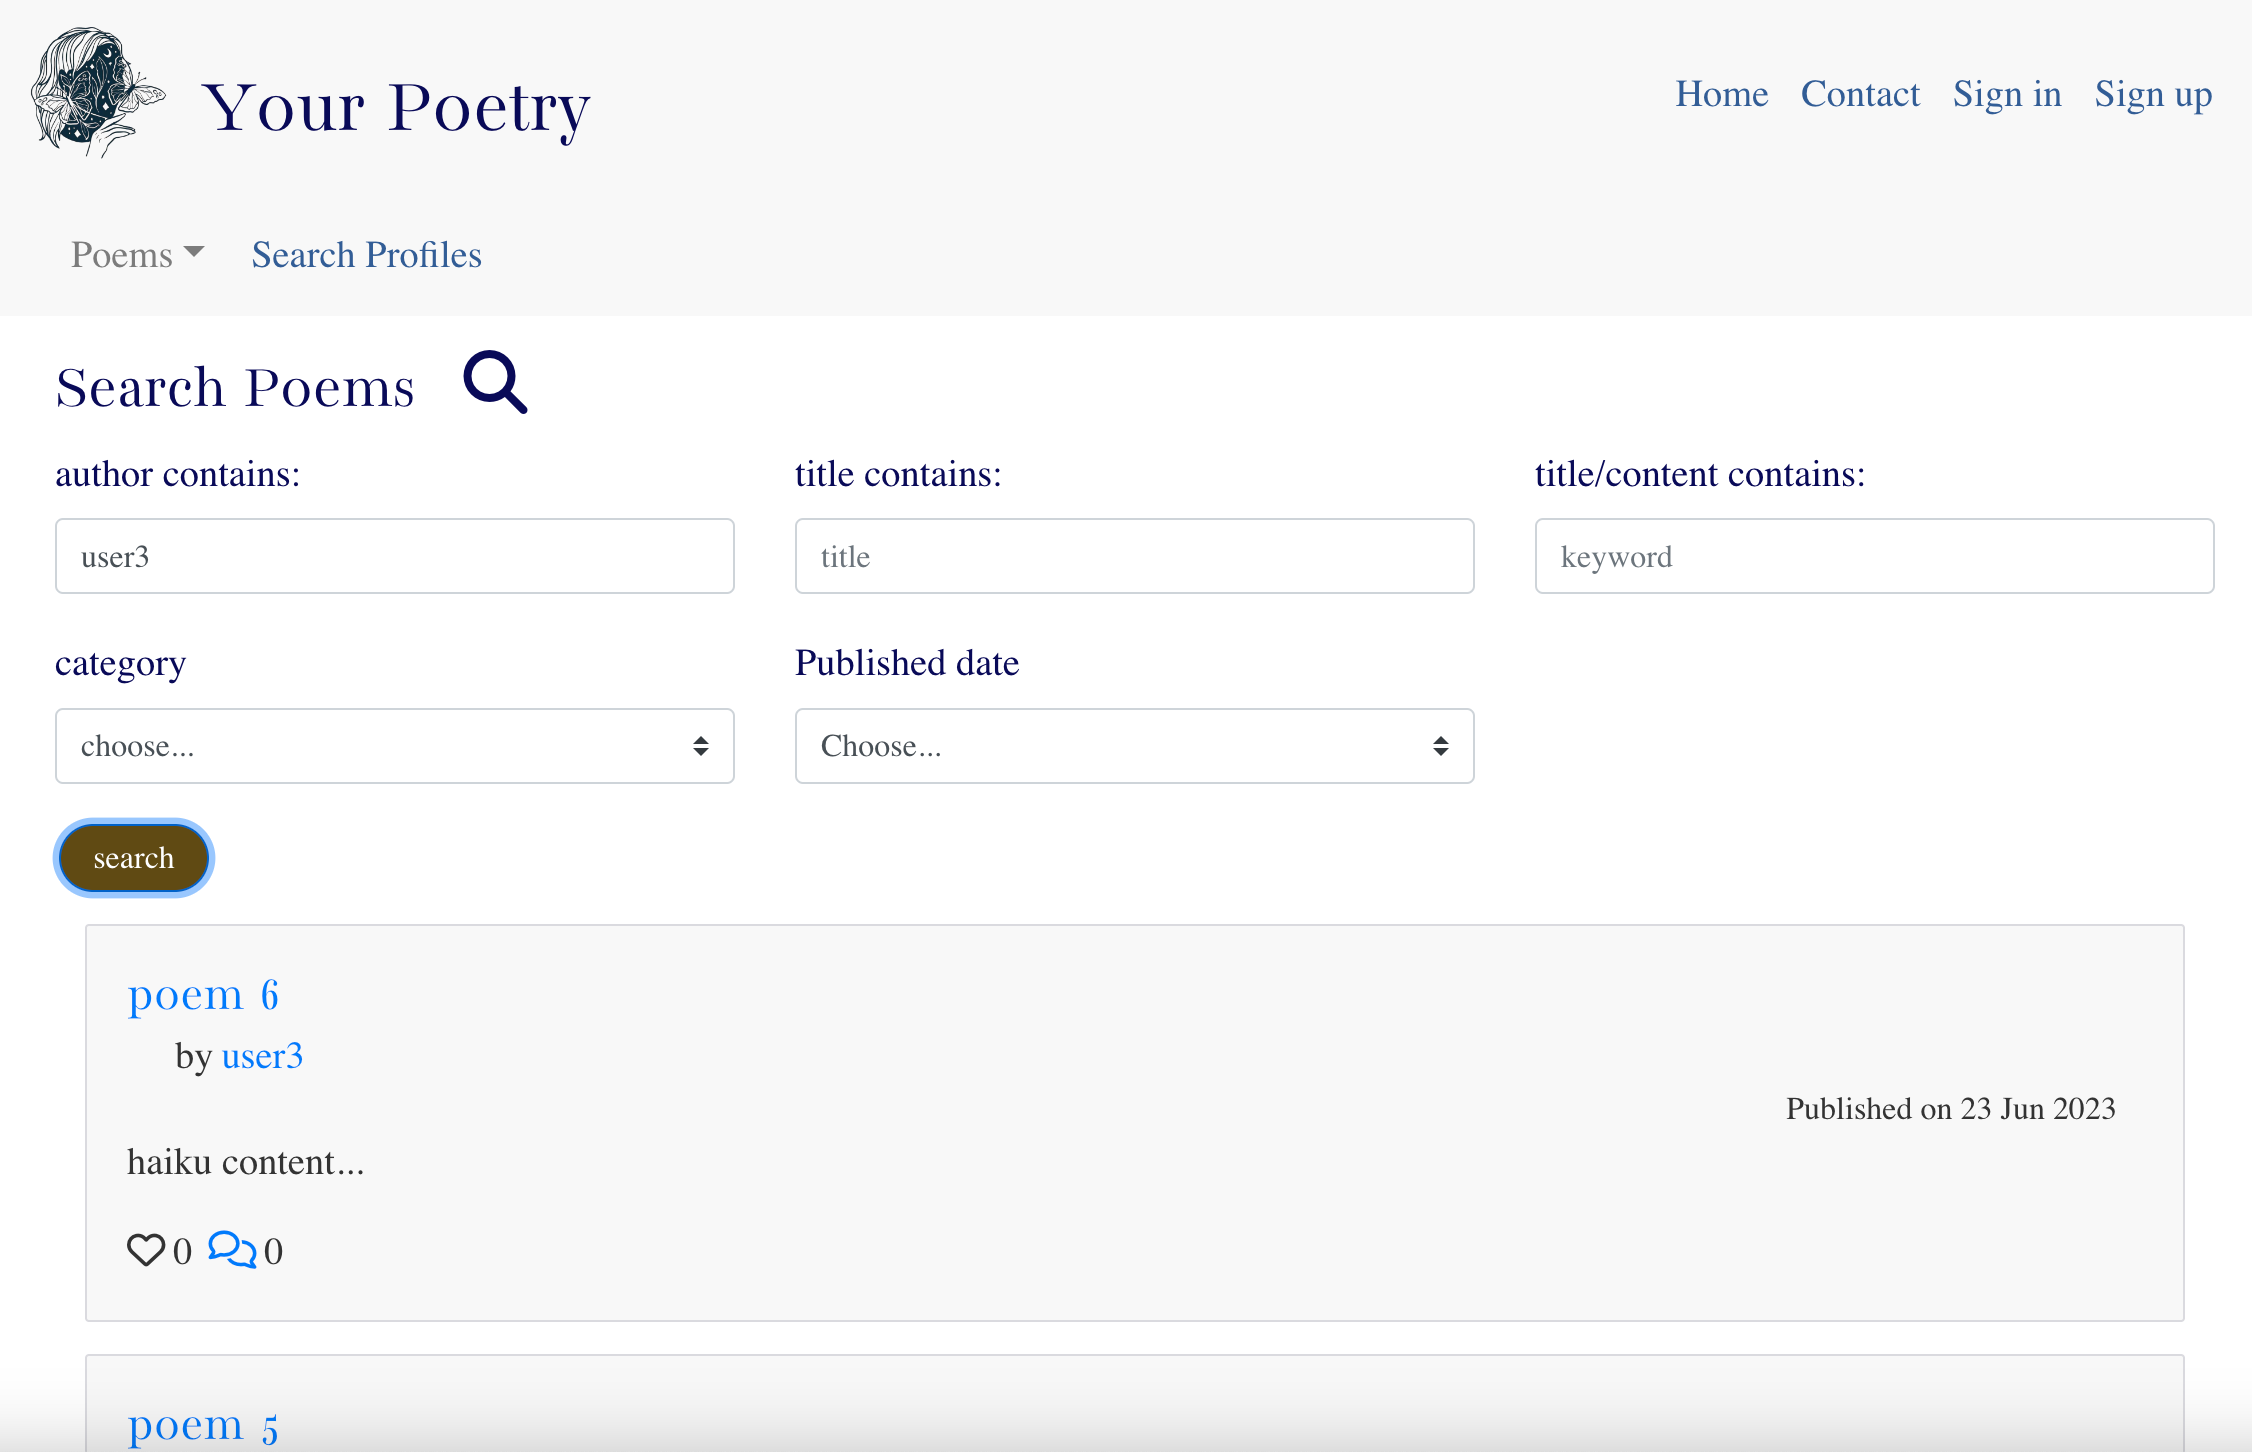 Your Poetry
Home Contact Sign in Sign up
Poems Search Profiles
Search Poems
author contains: title contains: title/content contains:
user3 title keyword
category Published date
choose... Choose...
search
poem 6
by user3
Published on 23 Jun 2023
haiku content...
0 0
poem 5